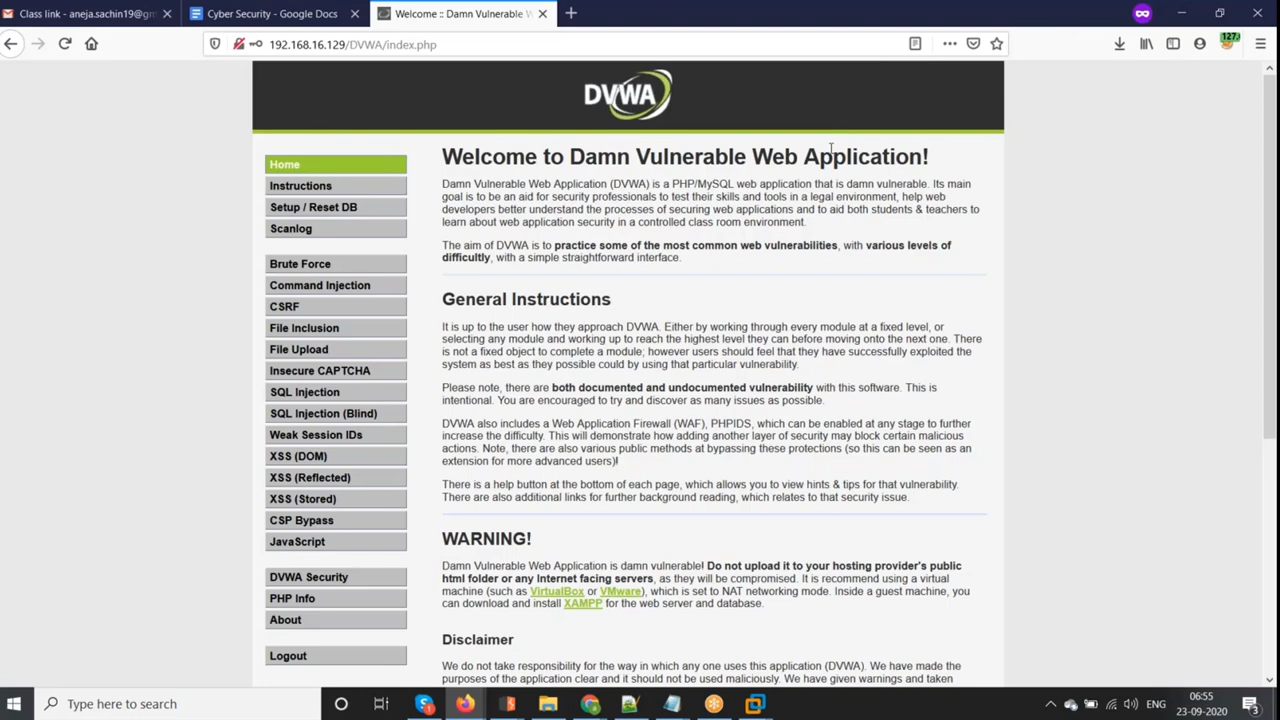 Class link - aneja.sachin19@gm
Cyber Security - Google Docs
Welcome :: Damn Vulnerable W
127.
192.168.16.129/DVWA/index.php
DVWA
Home
Instructions
Setup / Reset DB
Scanlog
Brute Force
Command Injection
CSRF
File Inclusion
File Upload
Insecure CAPTCHA
SQL Injection
SQL Injection (Blind)
Weak Session IDs
XSS (DOM)
XSS (Reflected)
XSS (Stored)
CSP Bypass
JavaScript
DVWA Security
PHP Info
About
Logout
Welcome to Damn Vulnerable Web Application!
Damn Vulnerable Web Application (DVWA) is a PHP/MySQL web application that is damn vulnerable. Its main
goal is to be an aid for security professionals to test their skills and tools in a legal environment, help web
developers better understand the processes of securing web applications and to aid both students & teachers to
learn about web application security in a controlled class room environment.
The aim of DVWA is to practice some of the most common web vulnerabilities, with various levels of
difficultly, with a simple straightforward interface.
General Instructions
It is up to the user how they approach DVWA. Either by working through every module at a fixed level, or
selecting any module and working up to reach the highest level they can before moving onto the next one. There
is not a fixed object to complete a module; however users should feel that they have successfully exploited the
system as best as they possible could by using that particular vulnerability.
Please note, there are both documented and undocumented vulnerability with this software. This is
intentional. You are encouraged to try and discover as many issues as possible.
DVWA also includes a Web Application Firewall (WAF), PHPIDS, which can be enabled at any stage to further
increase the difficulty. This will demonstrate how adding another layer of security may block certain malicious
actions. Note, there are also various public methods at bypassing these protections (so this can be seen as an
extension for more advanced users)!
There is a help button at the bottom of each page, which allows you to view hints & tips for that vulnerability.
There are also additional links for further background reading, which relates to that security issue.
WARNING!
Damn Vulnerable Web Application is damn vulnerable! Do not upload it to your hosting provider's public
html folder or any Internet facing servers, as they will be compromised. It is recommend using a virtual
machine (such as VirtualBox or VMware), which is set to NAT networking mode. Inside a guest machine, you
can download and install XAMPP for the web server and database.
Disclaimer
We do not take responsibility for the way in which any one uses this application (DVWA). We have made the
purposes of the application clear and it should not be used maliciously. We have given warnings and taken
Type here to search
ENG
06:55
23-09-2020
3